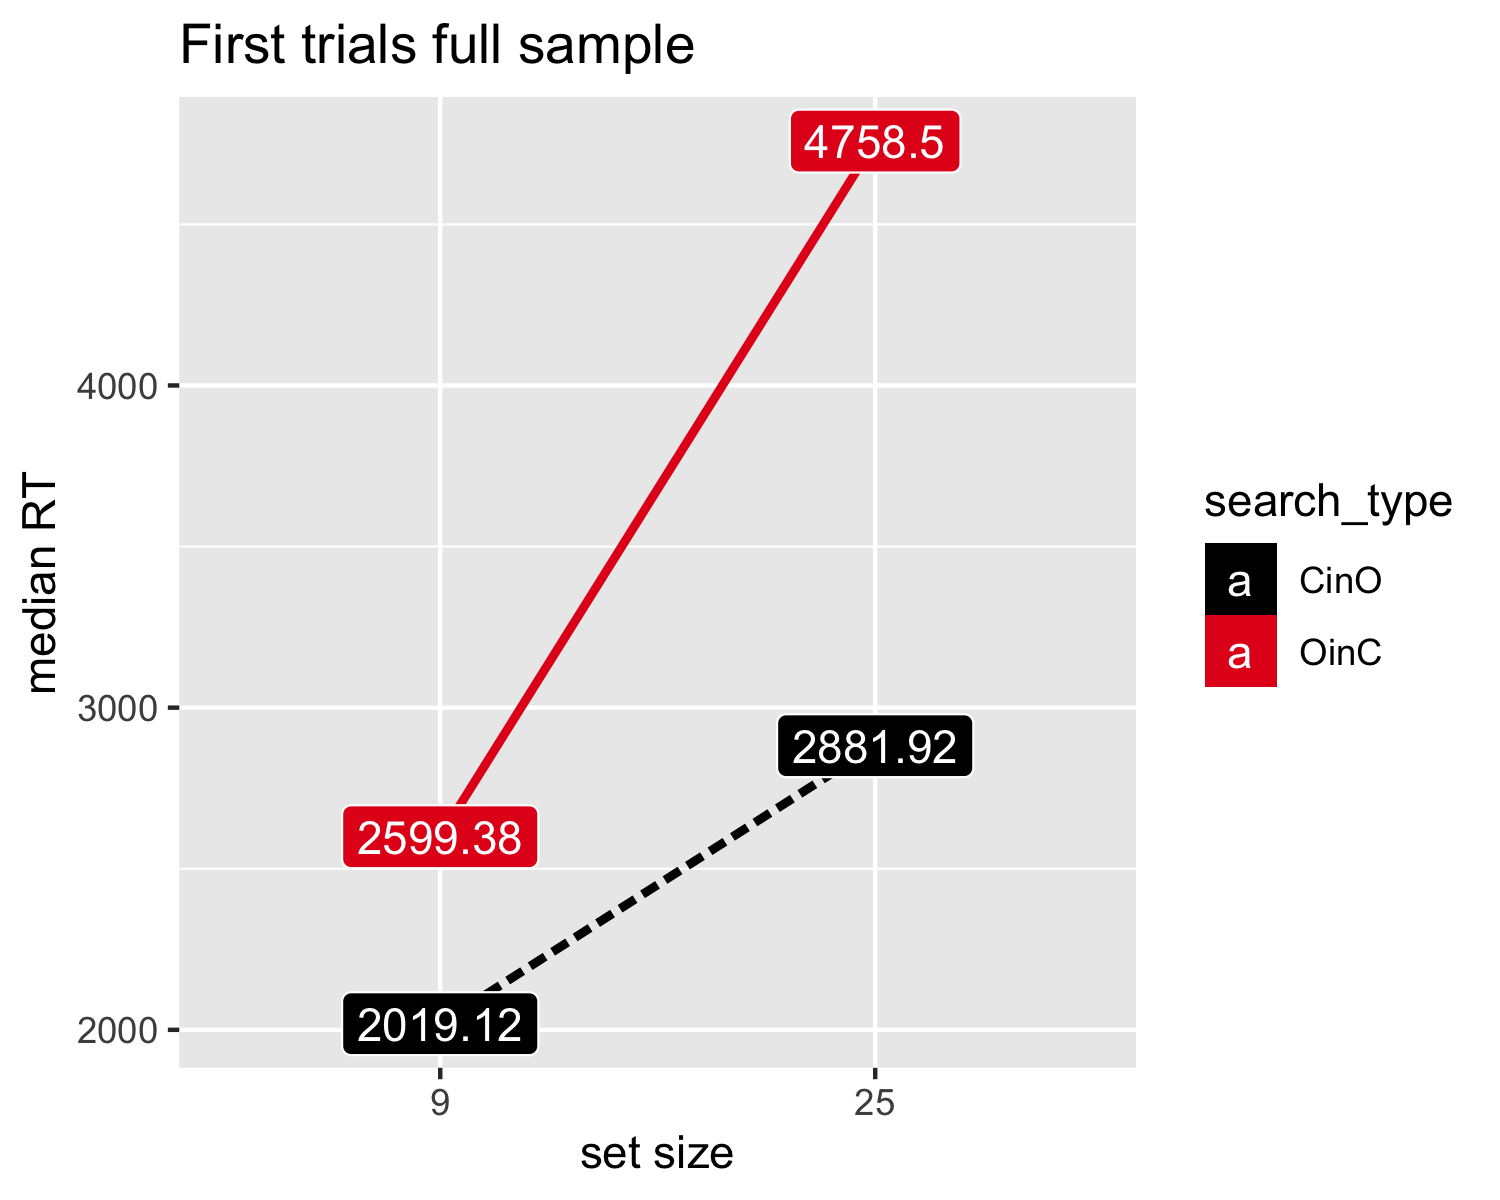 First trials full sample
4758.5
4000
median RT
search_type
a CinO
a OinC
3000
2881.92
2599.38
2019.12
2000
9
25
set size